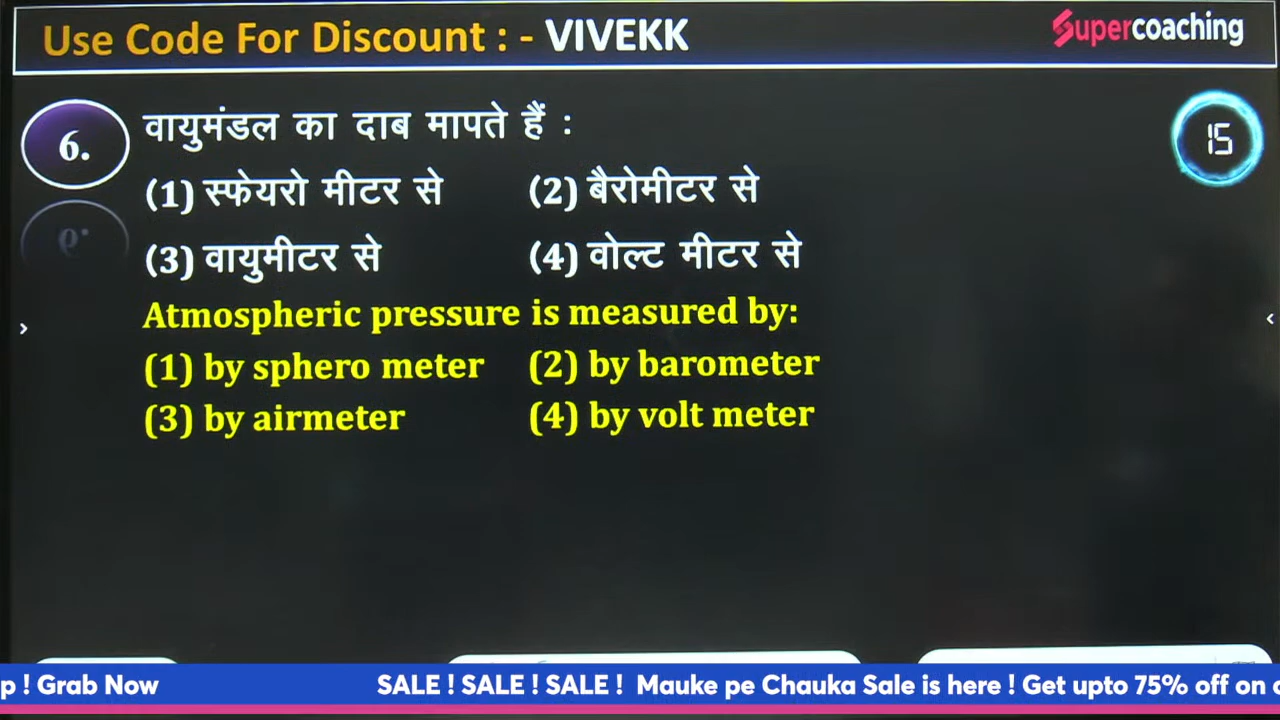 Use Code For Discount : - VIVEKK
Supercoaching
6.
15
वायुमंडल का दाब मापते हैं :
(1) स्फेयरो मीटर से (2) बैरोमीटर से
(3) वायुमीटर से (4) वोल्ट मीटर से
Atmospheric pressure is measured by:
(1) by sphero meter (2) by barometer
(3) by airmeter (4) by volt meter
p ! Grab Now SALE ! SALE ! SALE ! Mauke pe Chauka Sale is here ! Get upto 75% off on